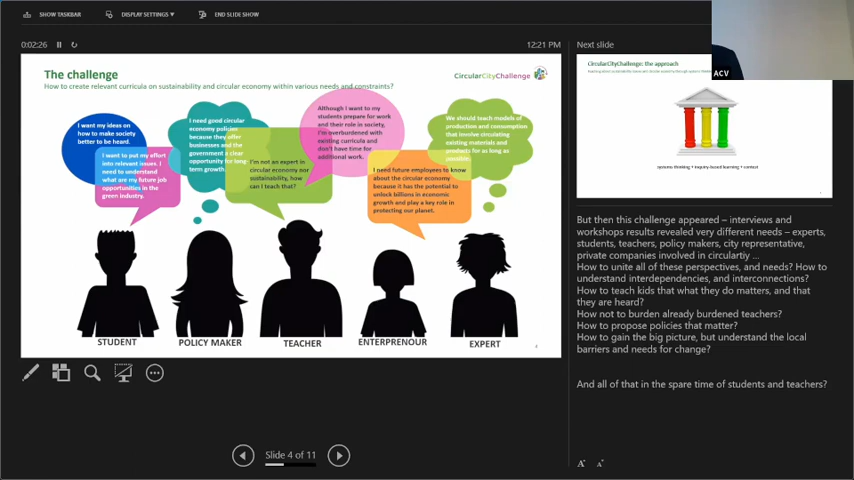 SHOW TASKBAR
DISPLAY SETTINGS ▼
END SLIDE SHOW
0:02:26
12:21 PM
The challenge
How to create relevant curricula on sustainability and circular economy within various needs and constraints?
CircularCityChallenge
I want my ideas on
how to make society
better to be heard.
I want to put my effort
into relevant issues. I
need to understand
what are my future job
opportunities in the
green industry.
I need good circular
economy policies
because they offer
businesses and the
government a clear
opportunity for long
term growth.
I'm not an expert in
circular economy nor
sustainability, how
can I teach that?
Although I want to my
students prepare for work
and their role in society,
I'm overburdened with
existing curricula and
don't have time for
additional work.
I need future employees to know
about the circular economy
because it has the potential to
unlock billions in economic
growth and play a key role in
protecting our planet.
We should teach models of
production and consumption
that involve circulating
existing materials and
products for as long as
possible.
STUDENT
POLICY MAKER
TEACHER
ENTERPRENOUR
EXPERT
4
Slide 4 of 11
Next slide
ACV
CircularCityChallenge: the approach
systems thinking • inquiry-based learning • context
But then this challenge appeared – interviews and
workshops results revealed very different needs – experts,
students, teachers, policy makers, city representative,
private companies involved in circulartiy ...
How to unite all of these perspectives, and needs? How to
understand interdependencies, and interconnections?
How to teach kids that what they do matters, and that
they are heard?
How not to burden already burdened teachers?
How to propose policies that matter?
How to gain the big picture, but understand the local
barriers and needs for change?
And all of that in the spare time of students and teachers?
A A